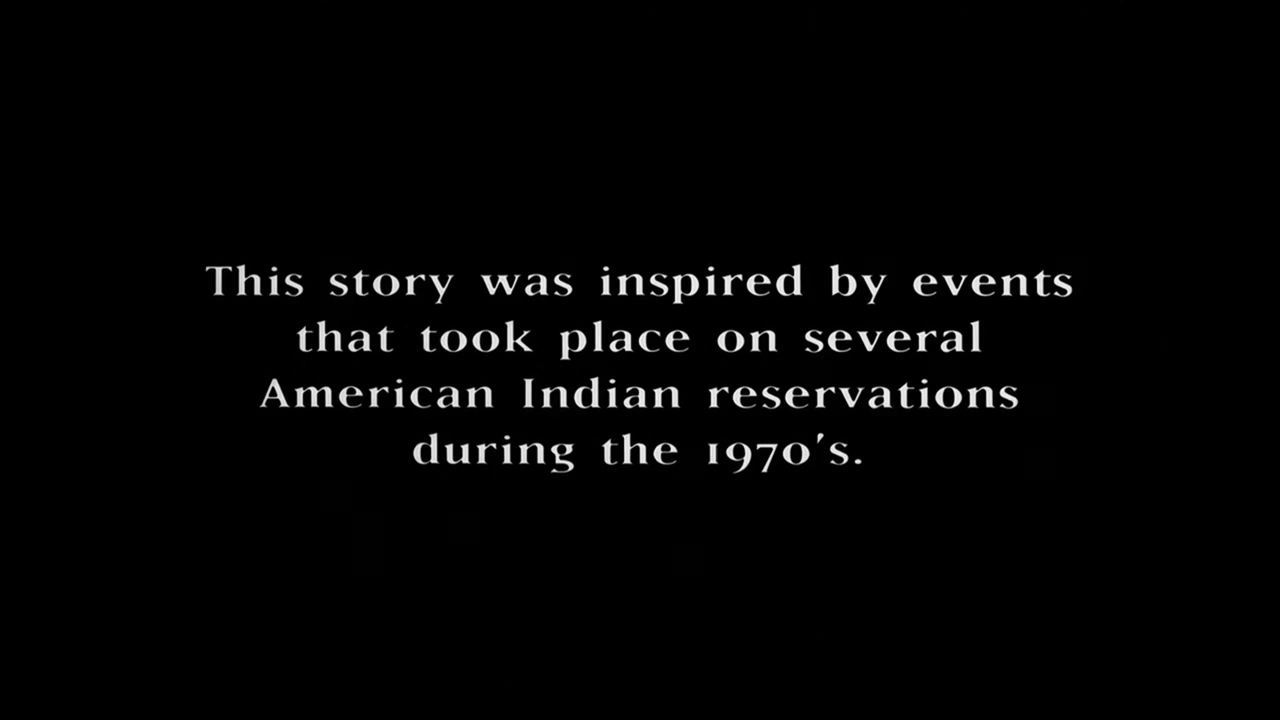 This story was inspired by events
that took place on several
American Indian reservations
during the 1970's.